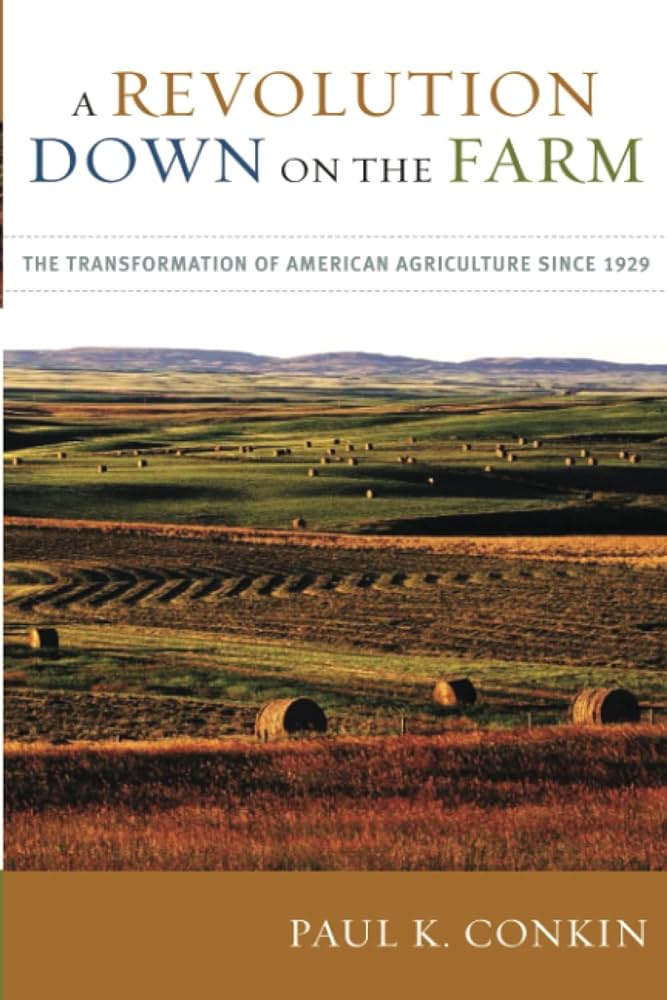 A REVOLUTION
DOWN ON THE FARM
THE TRANSFORMATION OF AMERICAN AGRICULTURE SINCE 1929
PAUL K. CONKIN